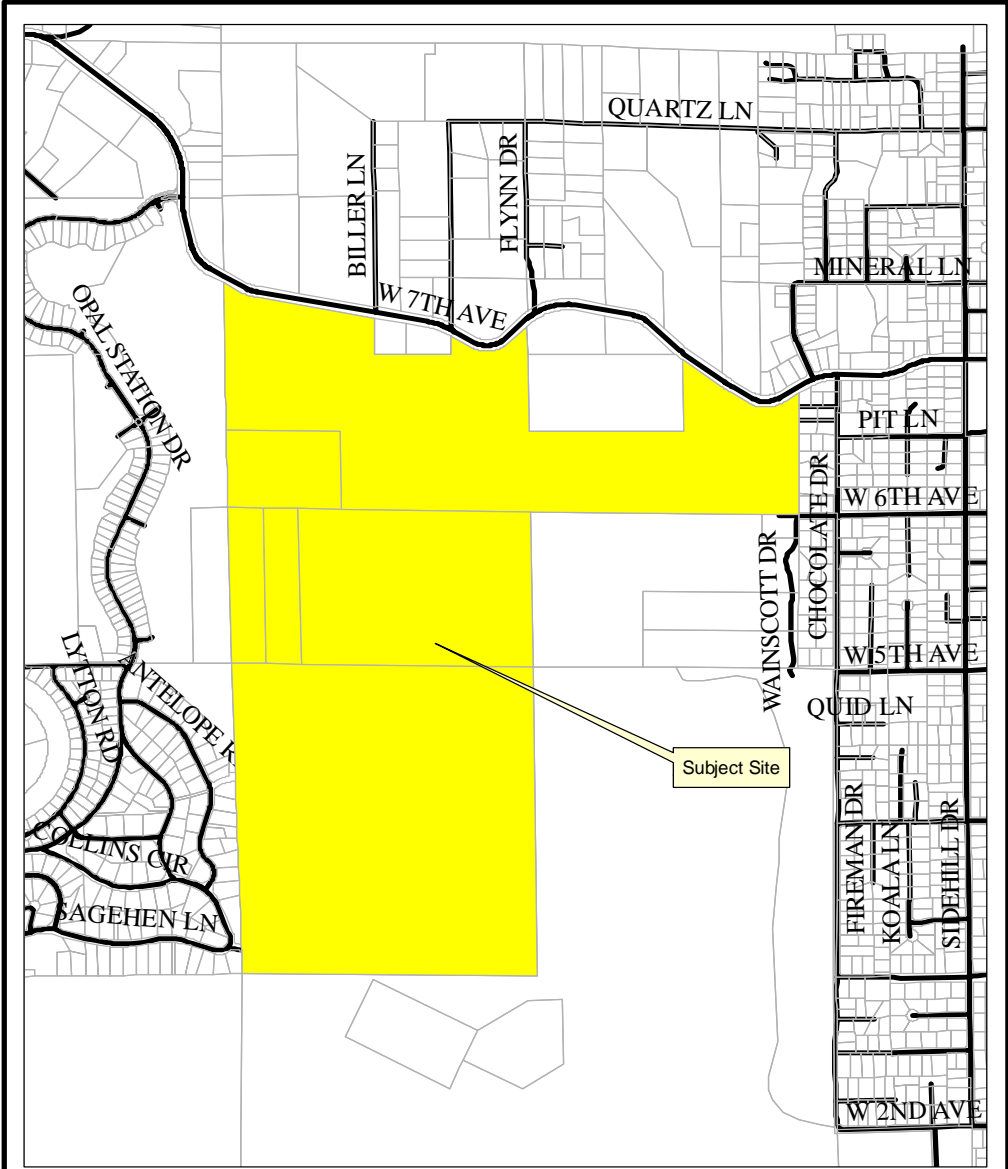 QUARTZ LN
BILLER LN
FLYNN DR
MINERAL LN
W 7TH AVE
OPAL STATION DR
PIT LN
CHOCOLATE DR
W 6TH AVE
WAINSCOTT DR
W 5TH AVE
LYTTON RD
ANTELOPE R
QUID LN
Subject Site
FIREMAN DR
KOALA LN
SIDEHILL DR
COLLINS CIR
SAGEHEN LN
W 2ND AVE